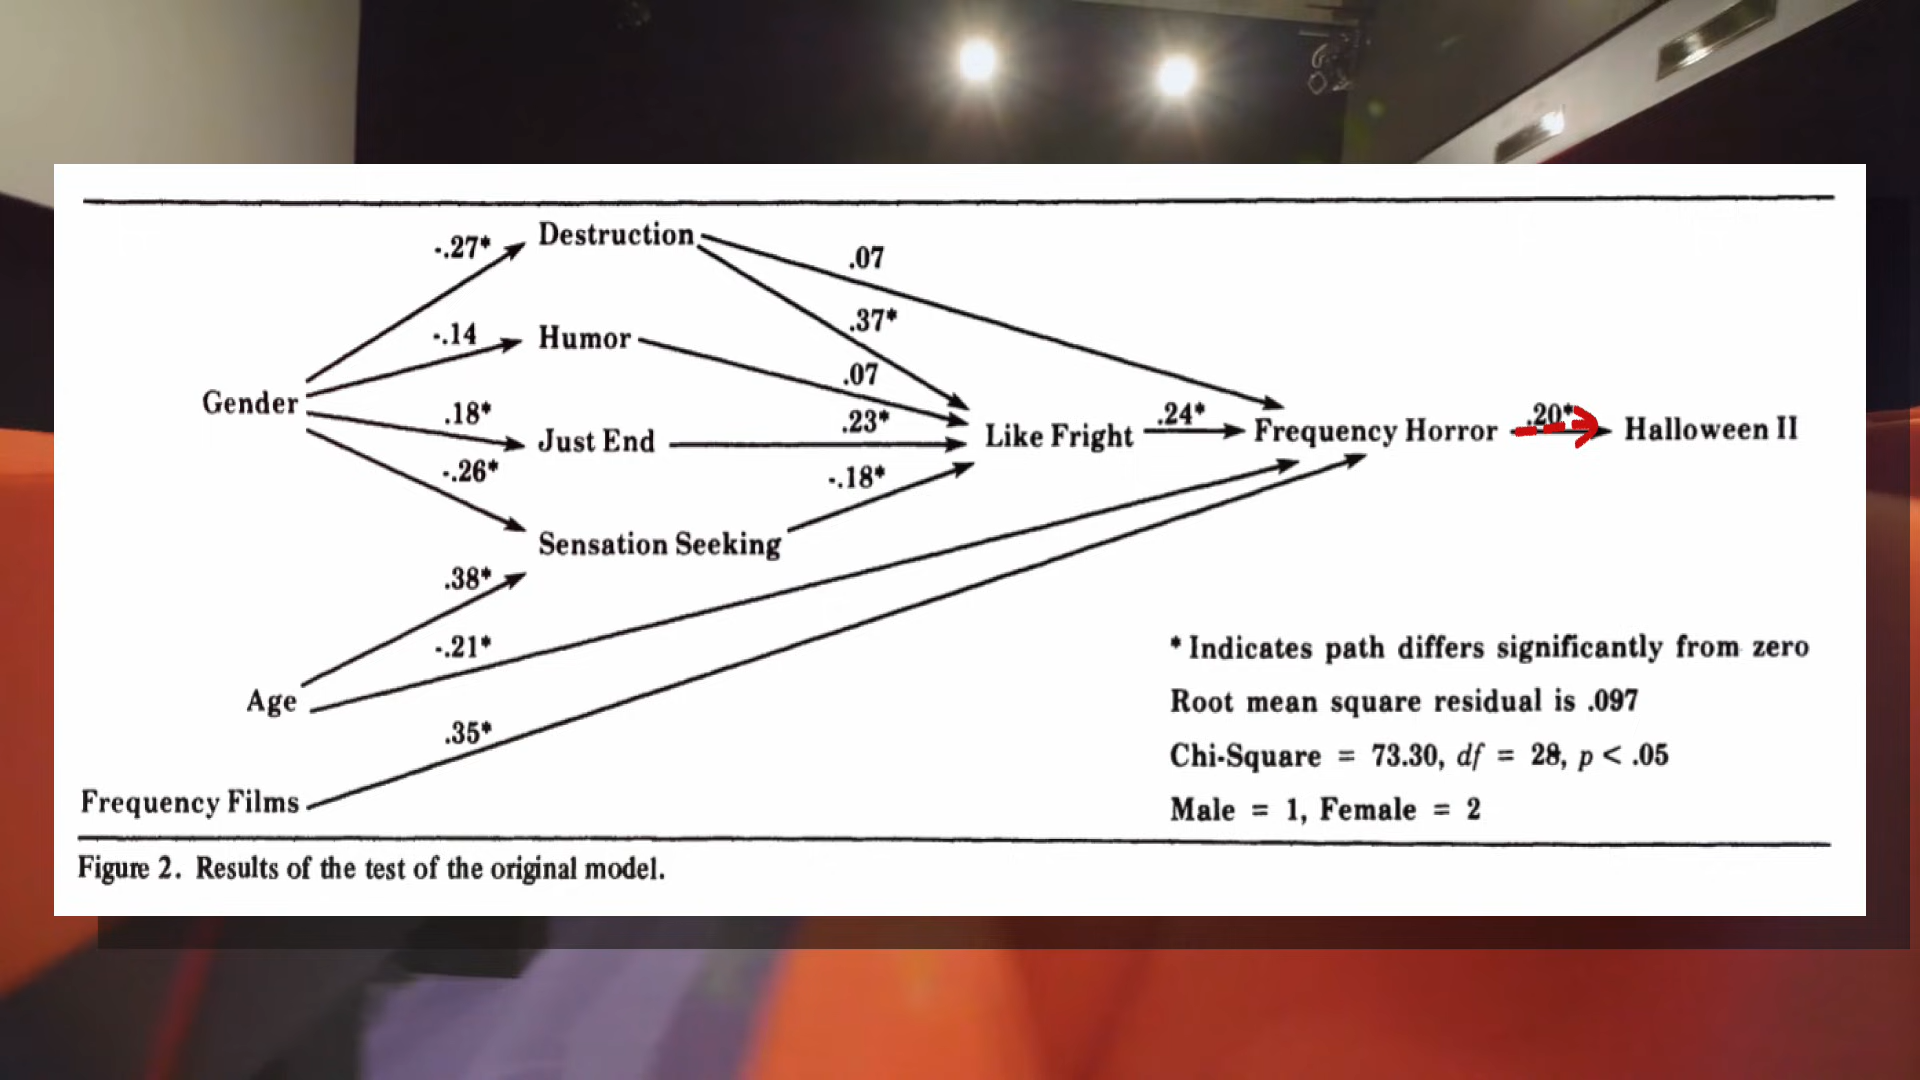 -.27*
Destruction
.07
.37*
-.14
Humor
.07
Gender
.18*
Just End
.23*
Like Fright
.24*
Frequency Horror
.20*
Halloween II
-.26*
-.18*
Sensation Seeking
.38*
-.21*
Age
.35*
Frequency Films
* Indicates path differs significantly from zero
Root mean square residual is .097
Chi-Square = 73.30, df = 28, p < .05
Male = 1, Female = 2
Figure 2. Results of the test of the original model.